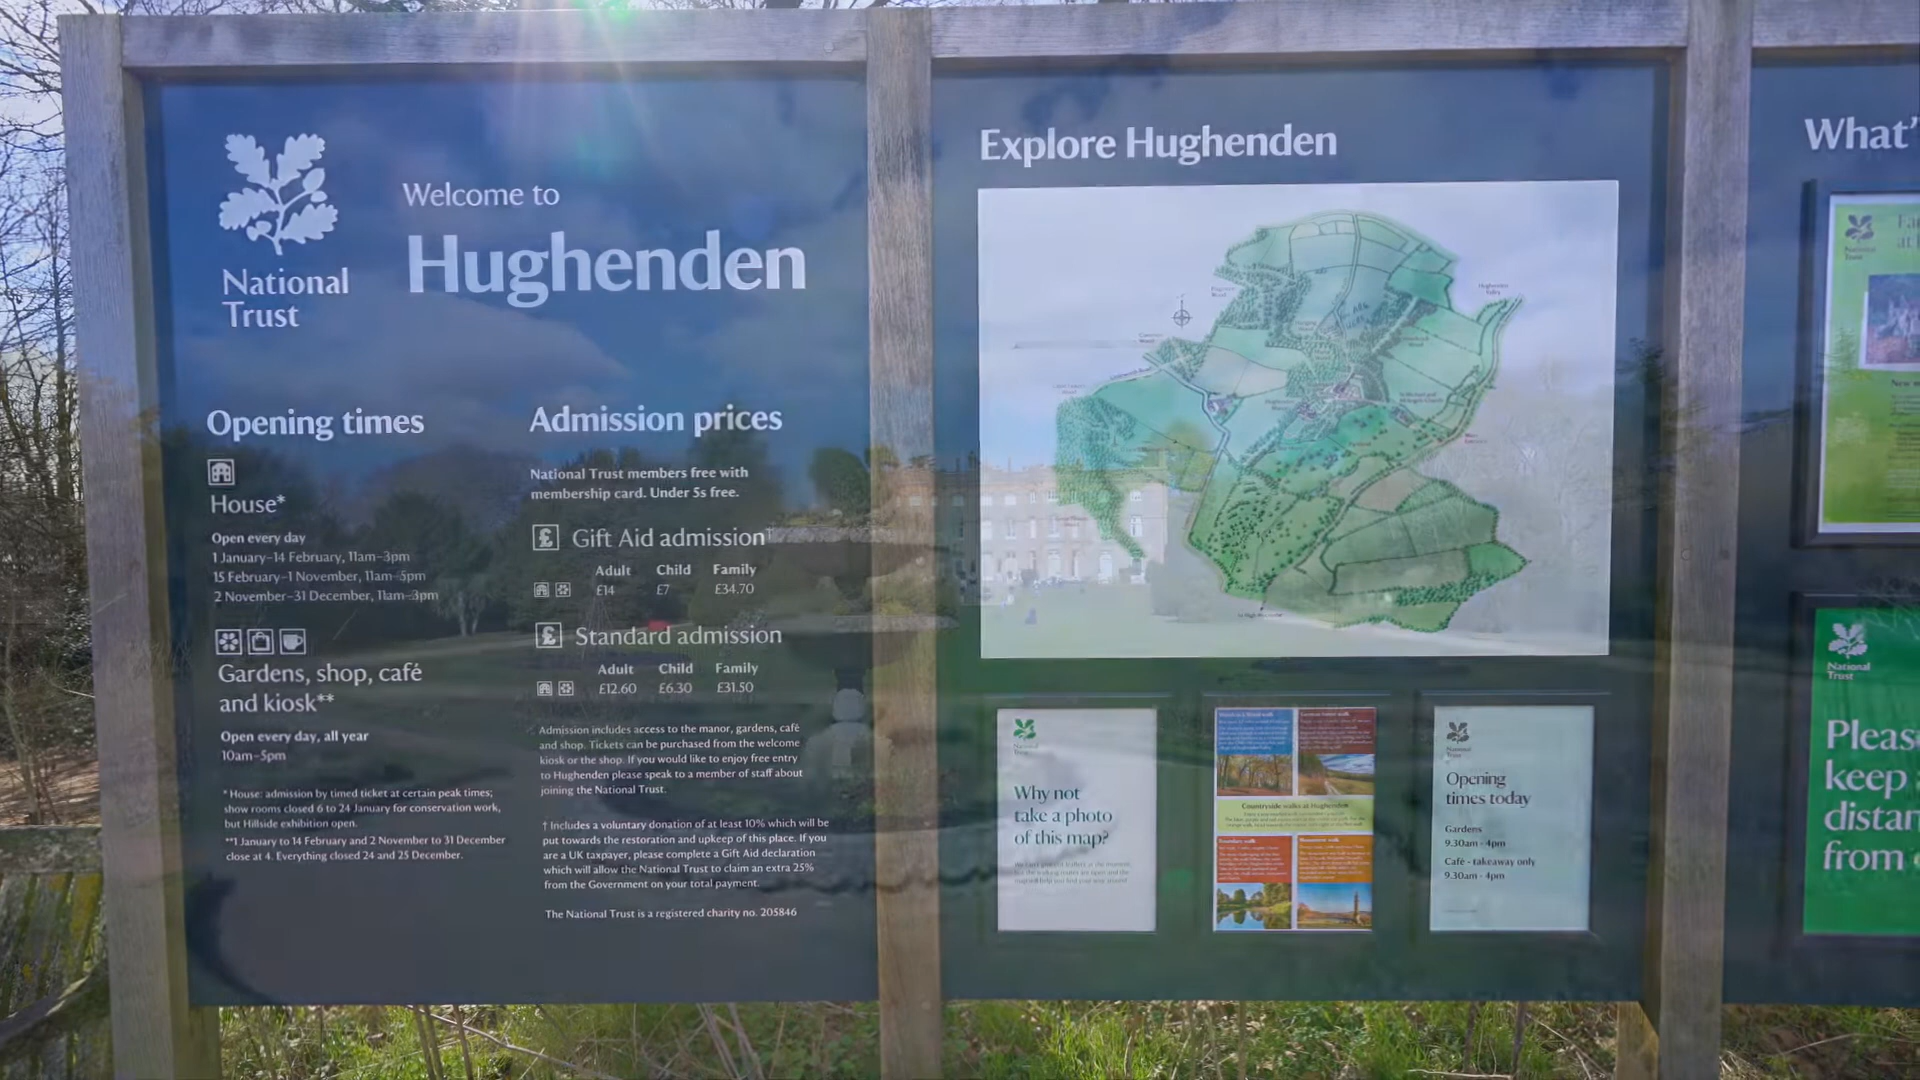 National
Trust
Welcome to
Hughenden
Opening times
House*
Open every day
1 January–14 February, 11am–3pm
15 February–1 November, 11am–5pm
2 November–31 December, 11am–3pm
Gardens, shop, café
and kiosk**
Open every day, all year
10am–5pm
* House: admission by timed ticket at certain peak times;
show rooms closed 6 to 24 January for conservation work,
but Hillside exhibition open.
**1 January to 14 February and 2 November to 31 December
close at 4. Everything closed 24 and 25 December.
Admission prices
National Trust members free with
membership card. Under 5s free.
£ Gift Aid admission†
Adult Child Family
£14 £7 £34.70
£ Standard admission
Adult Child Family
£12.60 £6.30 £31.50
Admission includes access to the manor, gardens, café
and shop. Tickets can be purchased from the welcome
kiosk or the shop. If you would like to enjoy free entry
to Hughenden please speak to a member of staff about
joining the National Trust.
† Includes a voluntary donation of at least 10% which will be
put towards the restoration and upkeep of this place. If you
are a UK taxpayer, please complete a Gift Aid declaration
which will allow the National Trust to claim an extra 25%
from the Government on your total payment.
The National Trust is a registered charity no. 205846
Explore Hughenden
Hughenden
Valley
Why not
take a photo
of this map?
Countryside walks at Hughenden
National
Trust
Opening
times today
Gardens
9.30am - 4pm
Café - takeaway only
9.30am - 4pm
What'
National
Trust
National
Trust
Pleas
keep
distan
from